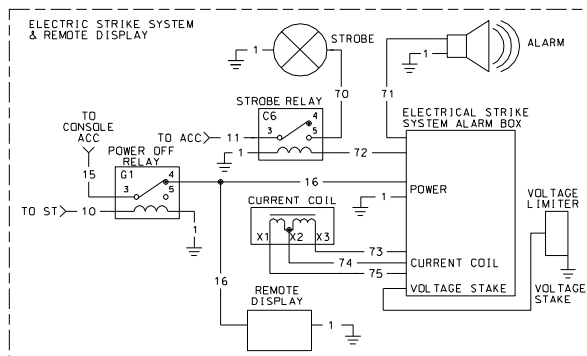 ELECTRIC STRIKE SYSTEM
& REMOTE DISPLAY
STROBE
1
1
ALARM
70
71
STROBE RELAY
C6
4
3
5
TO
CONSOLE
ACC
TO ACC
11
ELECTRICAL STRIKE
SYSTEM ALARM BOX
POWER OFF
RELAY
1
72
G1
4
3
5
15
16
POWER
TO ST
10
1
1
CURRENT COIL
X1
X2
X3
VOLTAGE
LIMITER
73
74
75
CURRENT COIL
VOLTAGE STAKE
VOLTAGE
STAKE
16
REMOTE
DISPLAY
1